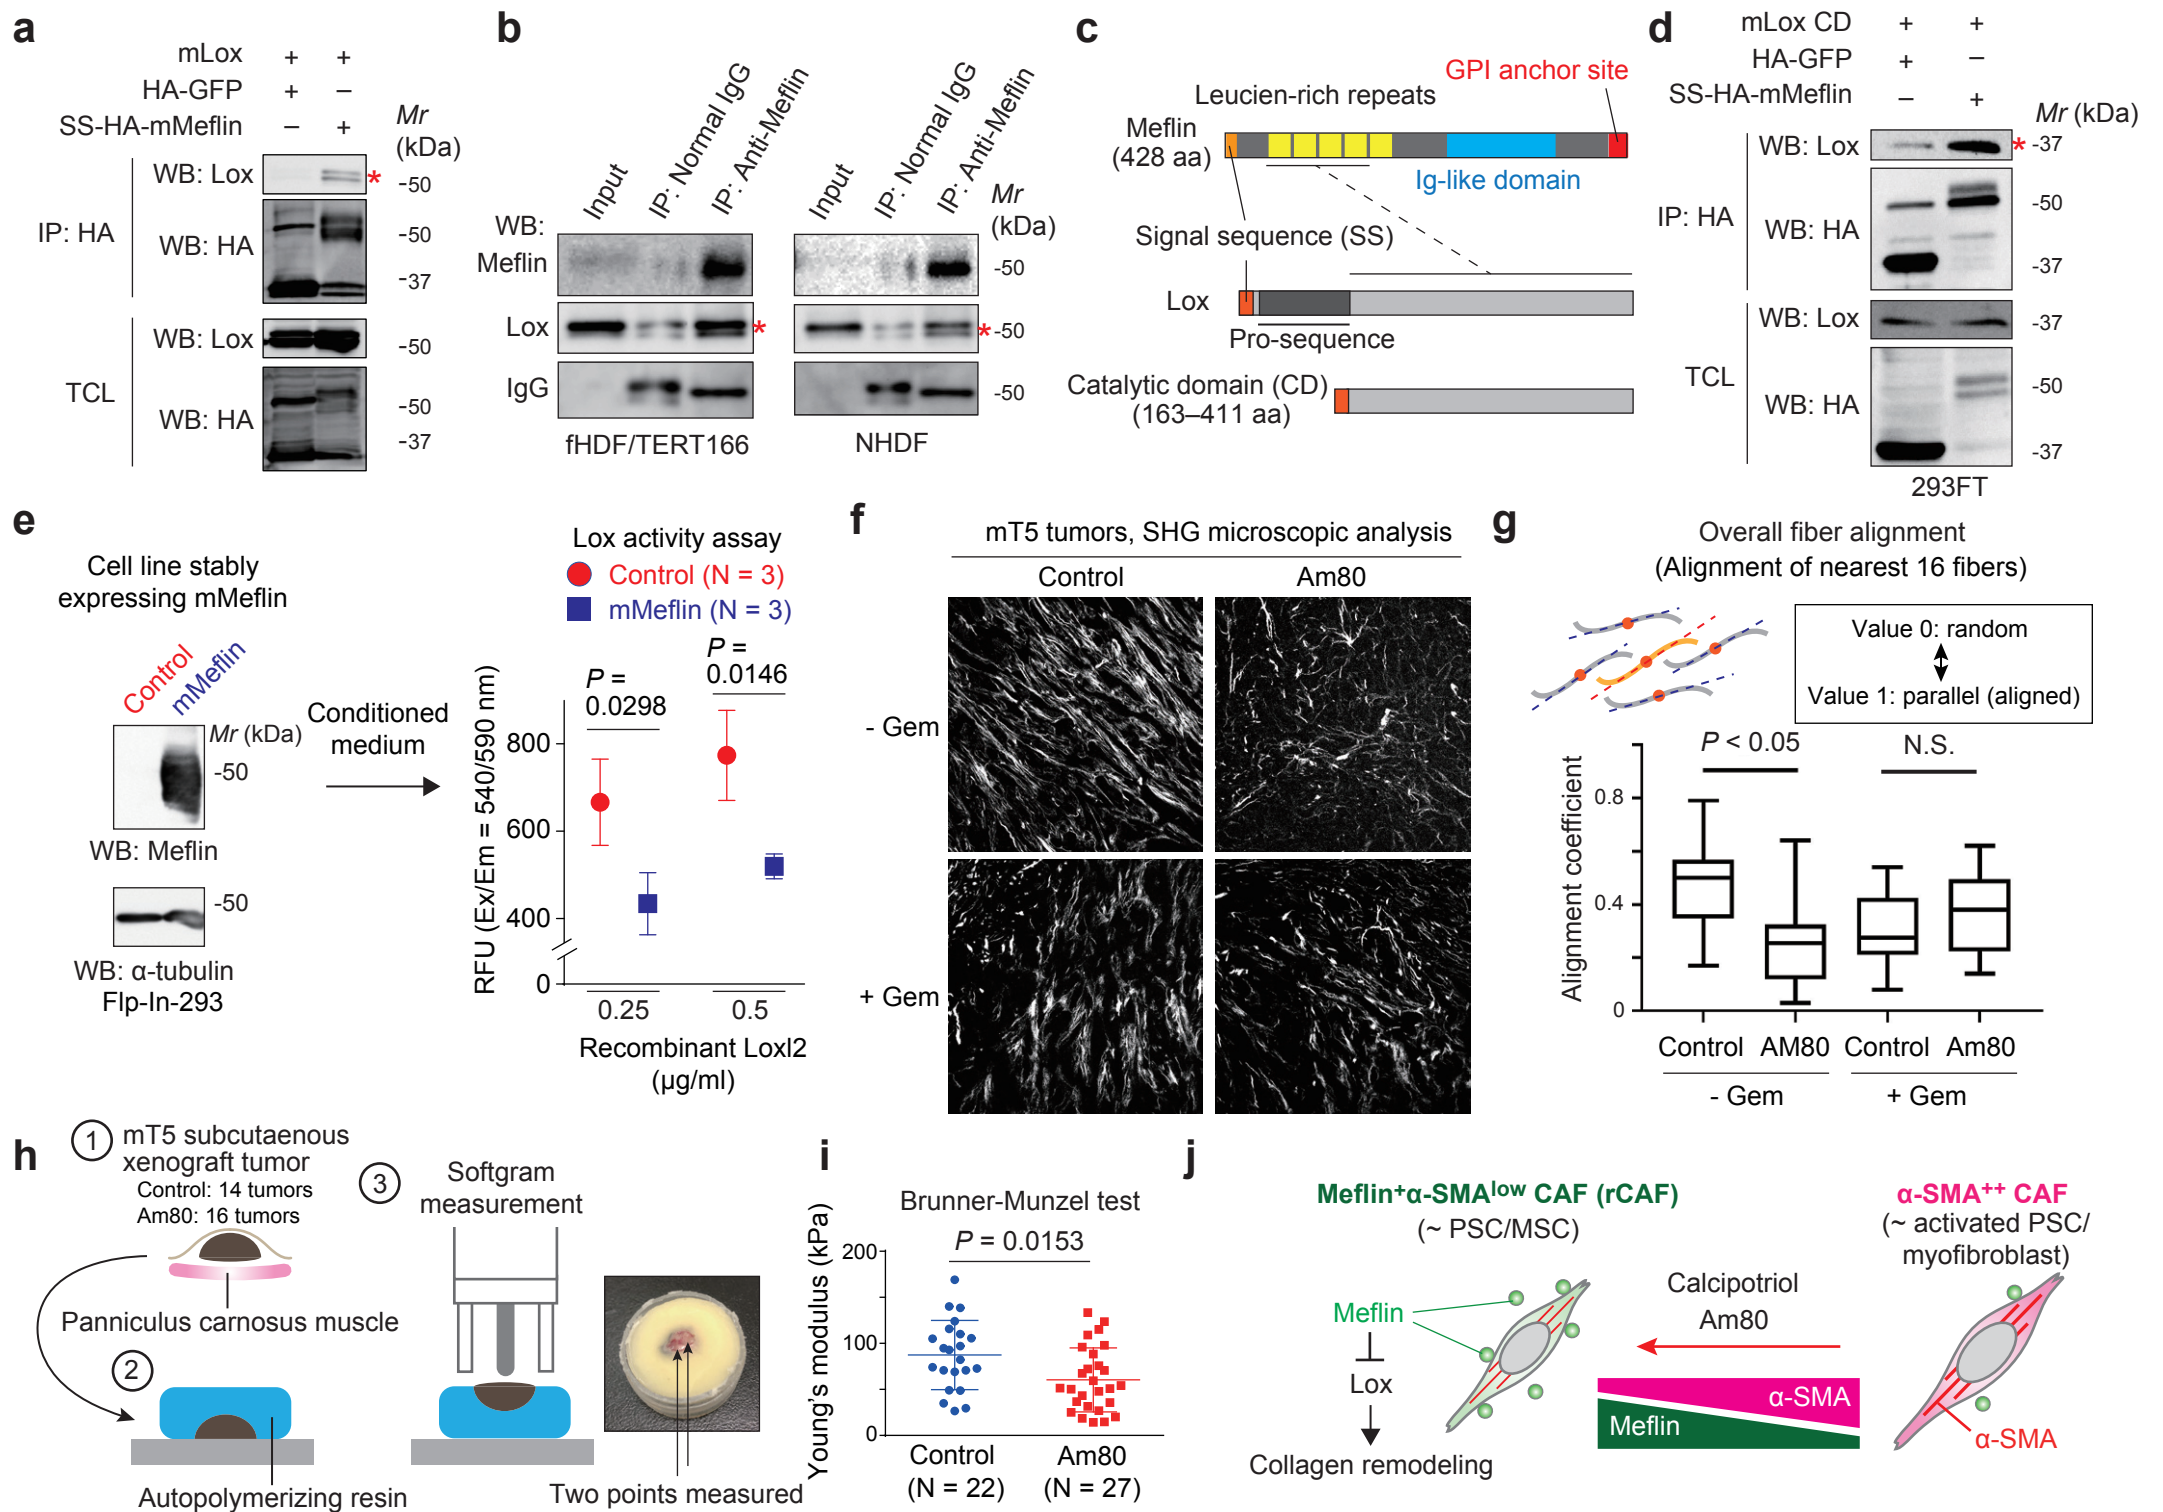 a
mLox + +
HA-GFP + −
SS-HA-mMeflin − +
Mr
(kDa)
IP: HA
WB: Lox
* -50
WB: HA
-50
-37
TCL
WB: Lox
-50
WB: HA
-50
-37
b
Input
IP: Normal IgG
IP: Anti-Meflin
Input
IP: Normal IgG
IP: Anti-Meflin
Mr
(kDa)
WB:
Meflin
-50
Lox
* * -50
IgG
-50
fHDF/TERT166
NHDF
c
GPI anchor site
Leucien-rich repeats
Meflin
(428 aa)
Ig-like domain
Signal sequence (SS)
Lox
Pro-sequence
Catalytic domain (CD)
(163–411 aa)
d
mLox CD + +
HA-GFP + −
SS-HA-mMeflin − +
Mr (kDa)
IP: HA
WB: Lox
* -37
WB: HA
-50
-37
TCL
WB: Lox
-37
WB: HA
-50
-37
293FT
e
Cell line stably
expressing mMeflin
Control
mMeflin
Mr (kDa)
-50
WB: Meflin
-50
WB: α-tubulin
Flp-In-293
Conditioned
medium
Lox activity assay
Control (N = 3)
mMeflin (N = 3)
P =
0.0298
P =
0.0146
RFU (Ex/Em = 540/590 nm)
800
600
400
0
0.25
0.5
Recombinant Loxl2
(μg/ml)
f
mT5 tumors, SHG microscopic analysis
Control
Am80
- Gem
+ Gem
g
Overall fiber alignment
(Alignment of nearest 16 fibers)
Value 0: random
Value 1: parallel (aligned)
P < 0.05
N.S.
Alignment coefficient
0.8
0.4
0
Control AM80 Control Am80
- Gem
+ Gem
h
1
mT5 subcutaenous
xenograft tumor
Control: 14 tumors
Am80: 16 tumors
Panniculus carnosus muscle
2
Autopolymerizing resin
3
Softgram
measurement
Two points measured
i
Brunner-Munzel test
P = 0.0153
Young's modulus (kPa)
200
100
0
Control
(N = 22)
Am80
(N = 27)
j
Meflin+α-SMAlow CAF (rCAF)
(~ PSC/MSC)
α-SMA++ CAF
(~ activated PSC/
myofibroblast)
Meflin
Lox
Collagen remodeling
Calcipotriol
Am80
α-SMA
Meflin
α-SMA